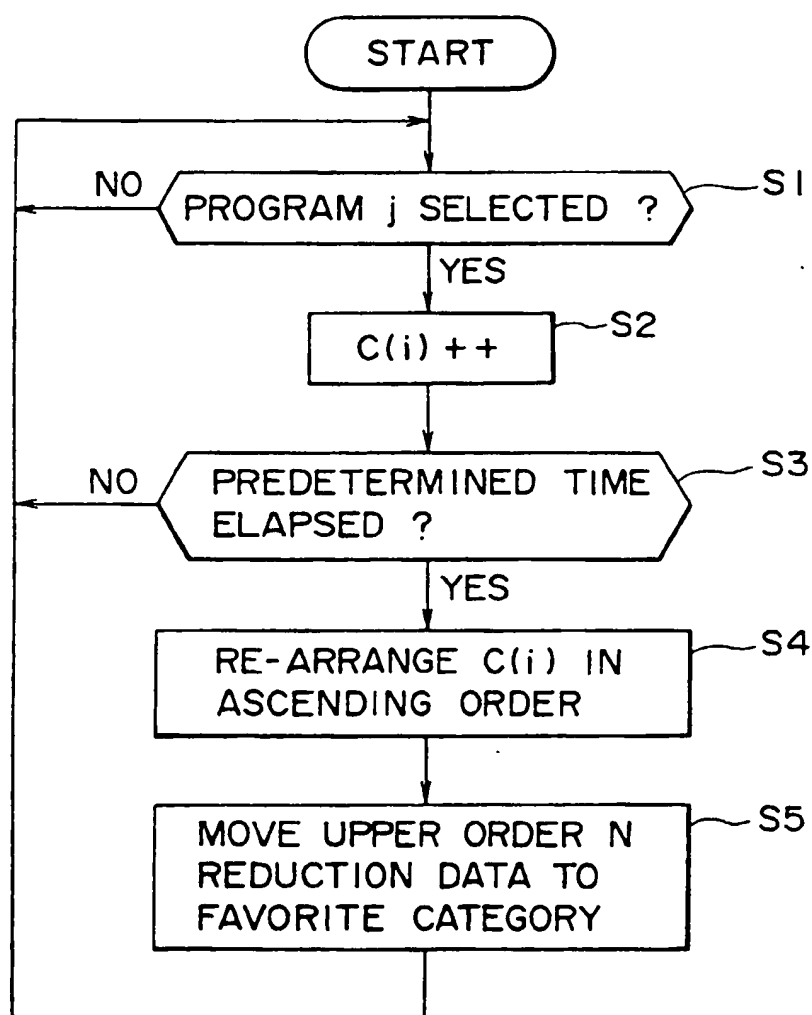 START
NO
PROGRAM j SELECTED ?
S1
YES
C(i) + +
S2
NO
PREDETERMINED TIME
ELAPSED ?
S3
YES
RE-ARRANGE C(i) IN
ASCENDING ORDER
S4
MOVE UPPER ORDER N
REDUCTION DATA TO
FAVORITE CATEGORY
S5